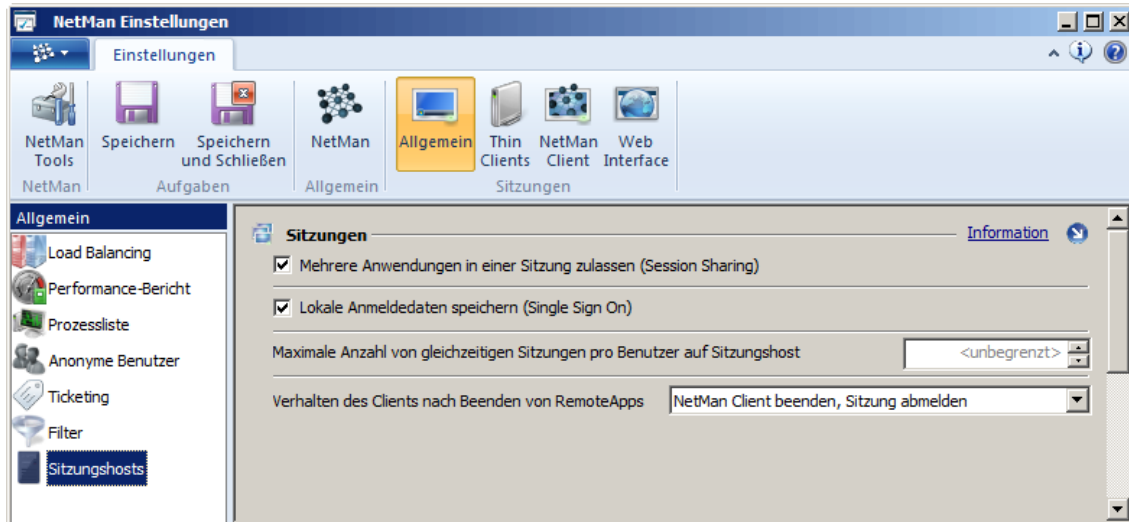 NetMan Einstellungen
Einstellungen
NetMan Tools
Speichern
Speichern und Schließen
NetMan
Allgemein
Thin Clients
NetMan Client
Web Interface
NetMan
Aufgaben
Allgemein
Sitzungen
Allgemein
Load Balancing
Performance-Bericht
Prozessliste
Anonyme Benutzer
Ticketing
Filter
Sitzungshosts
Sitzungen
Information
Mehrere Anwendungen in einer Sitzung zulassen (Session Sharing)
Lokale Anmeldedaten speichern (Single Sign On)
Maximale Anzahl von gleichzeitigen Sitzungen pro Benutzer auf Sitzungshost
<unbegrenzt>
Verhalten des Clients nach Beenden von RemoteApps
NetMan Client beenden, Sitzung abmelden